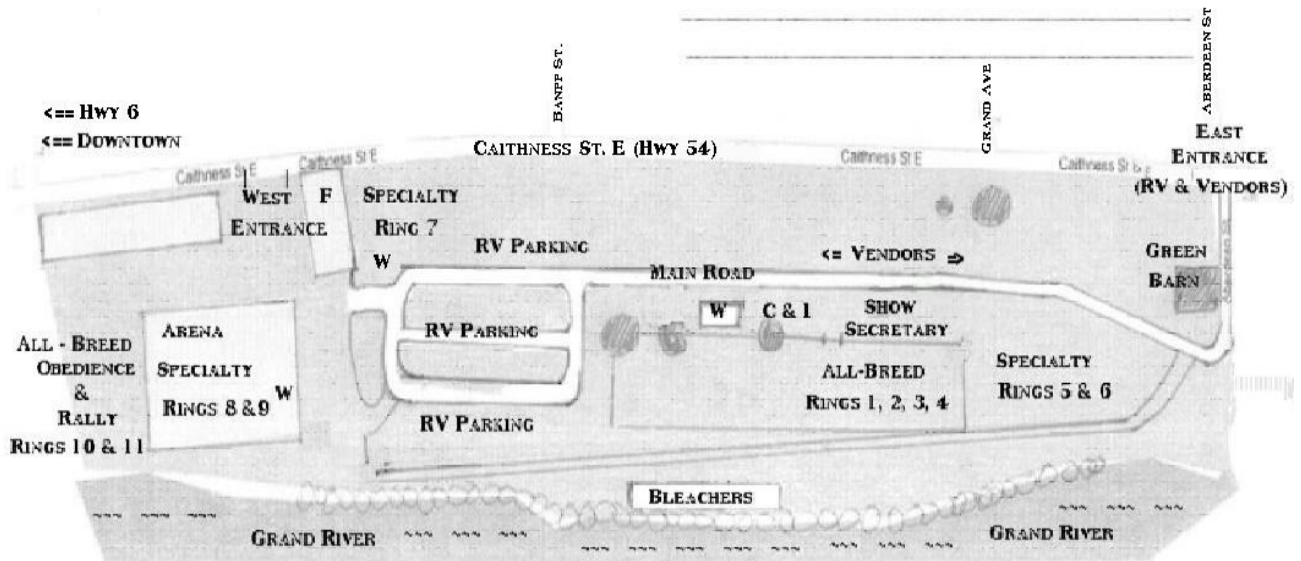 BANFF ST.
GRAND AVE
ABERDEEN ST
<== HWY 6
<== DOWNTOWN
CAITHNESS ST. E (HWY 54)
Caithness St E
Caithness St E
Caithness St E
Caithness St E
EAST
ENTRANCE
(RV & VENDORS)
WEST
ENTRANCE
F
SPECIALTY
RING 7
W
RV PARKING
MAIN ROAD
<= VENDORS =>
GREEN
BARN
Aberdeen St
ALL - BREED
OBEDIENCE
&
RALLY
RINGS 10 & 11
ARENA
SPECIALTY
RINGS 8 & 9
W
RV PARKING
RV PARKING
W
C & I
SHOW
SECRETARY
ALL-BREED
RINGS 1, 2, 3, 4
SPECIALTY
RINGS 5 & 6
BLEACHERS
GRAND RIVER
GRAND RIVER